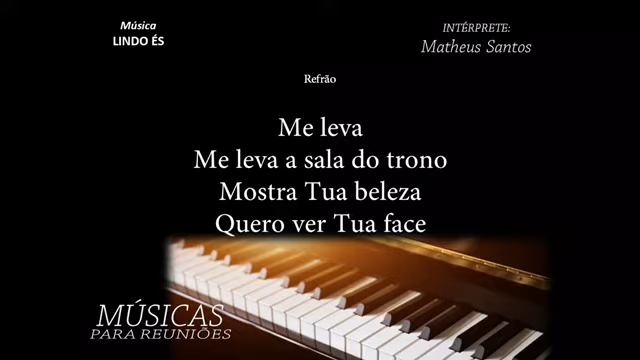 Música
LINDO ÉS
INTÉRPRETE:
Matheus Santos
Refrão
Me leva
Me leva a sala do trono
Mostra Tua beleza
Quero ver Tua face
MÚSICAS
PARA REUNIÕES